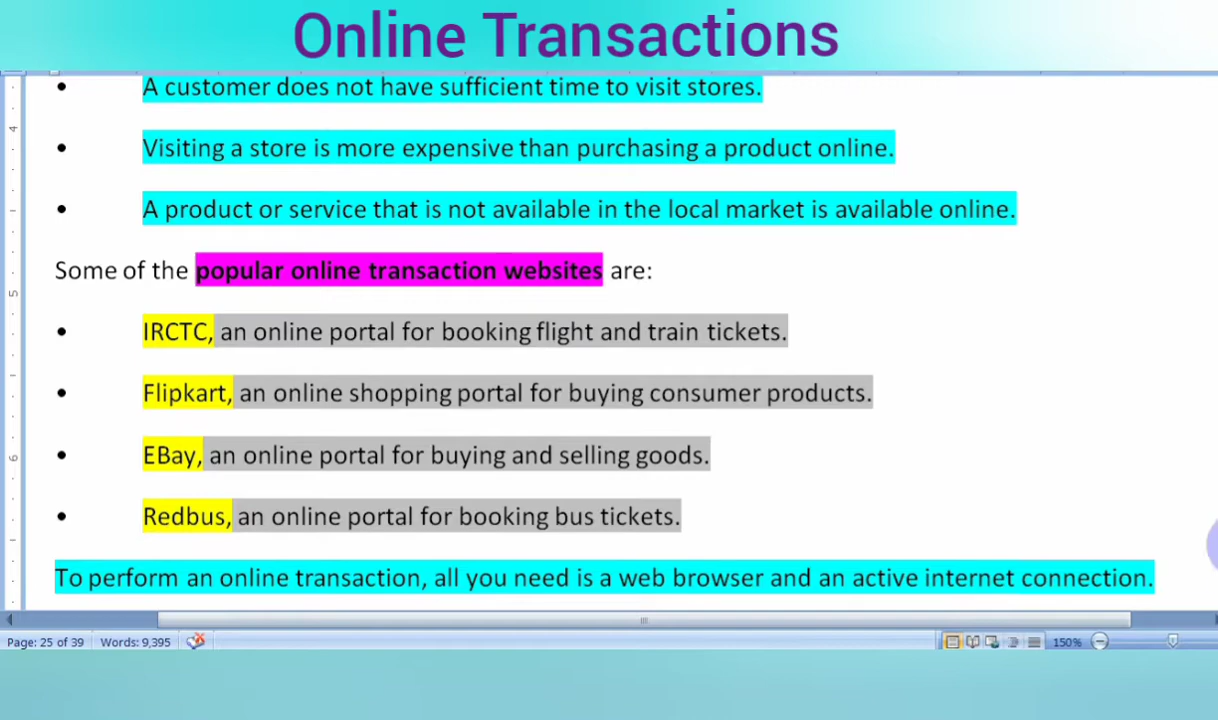 Online Transactions
• A customer does not have sufficient time to visit stores.
4
• Visiting a store is more expensive than purchasing a product online.
• A product or service that is not available in the local market is available online.
Some of the popular online transaction websites are:
5
• IRCTC, an online portal for booking flight and train tickets.
• Flipkart, an online shopping portal for buying consumer products.
• EBay, an online portal for buying and selling goods.
6
• Redbus, an online portal for booking bus tickets.
To perform an online transaction, all you need is a web browser and an active internet connection.
Page: 25 of 39 Words: 9,395 150%